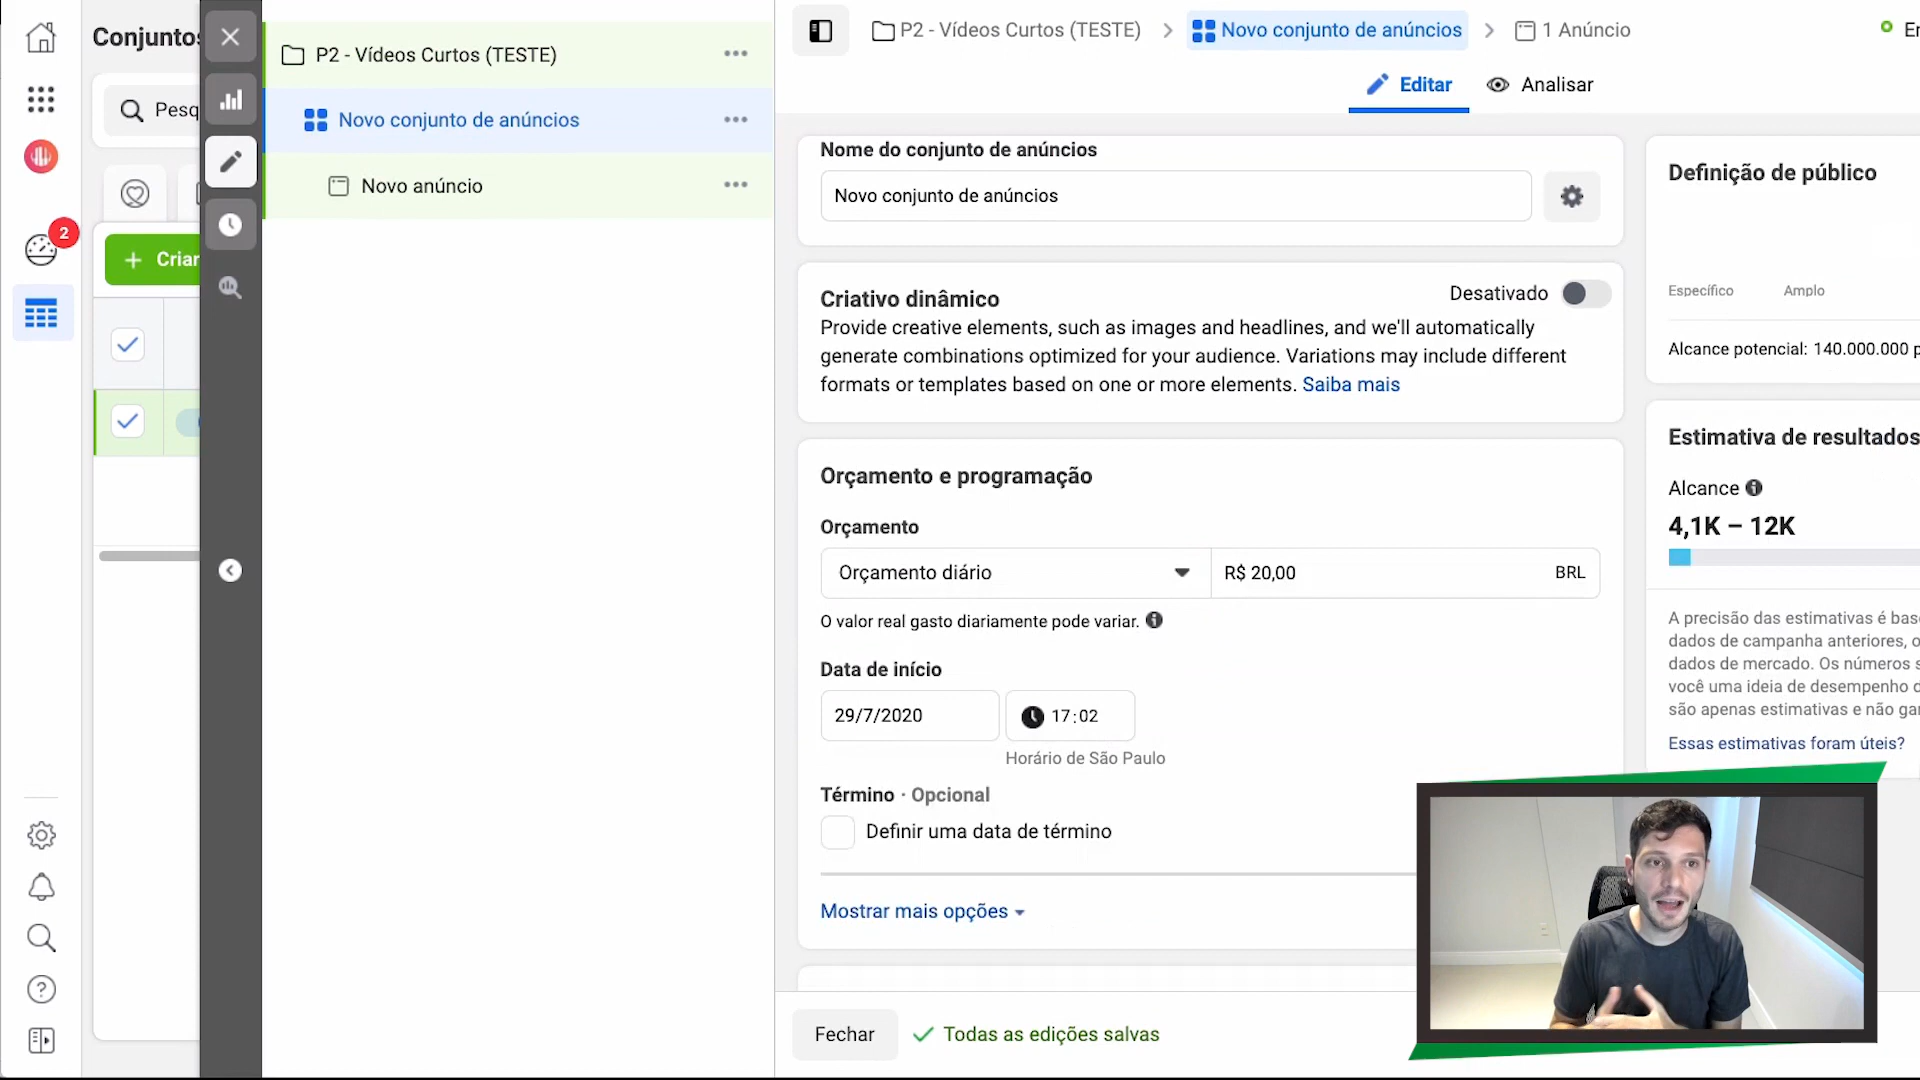 Conjuntos
Pesq
2
Criar
P2 - Vídeos Curtos (TESTE)
Novo conjunto de anúncios
Novo anúncio
P2 - Vídeos Curtos (TESTE)
Novo conjunto de anúncios
1 Anúncio
Editar
Analisar
Nome do conjunto de anúncios
Novo conjunto de anúncios
Criativo dinâmico
Desativado
Provide creative elements, such as images and headlines, and we'll automatically
generate combinations optimized for your audience. Variations may include different
formats or templates based on one or more elements. Saiba mais
Orçamento e programação
Orçamento
Orçamento diário
R$ 20,00
BRL
O valor real gasto diariamente pode variar.
Data de início
29/7/2020
17:02
Horário de São Paulo
Término · Opcional
Definir uma data de término
Mostrar mais opções
Fechar
Todas as edições salvas
Definição de público
Específico
Amplo
Alcance potencial: 140.000.000 p
Estimativa de resultados
Alcance
4,1K – 12K
A precisão das estimativas é bas
dados de campanha anteriores, o
dados de mercado. Os números s
você uma ideia de desempenho d
são apenas estimativas e não ga
Essas estimativas foram úteis?